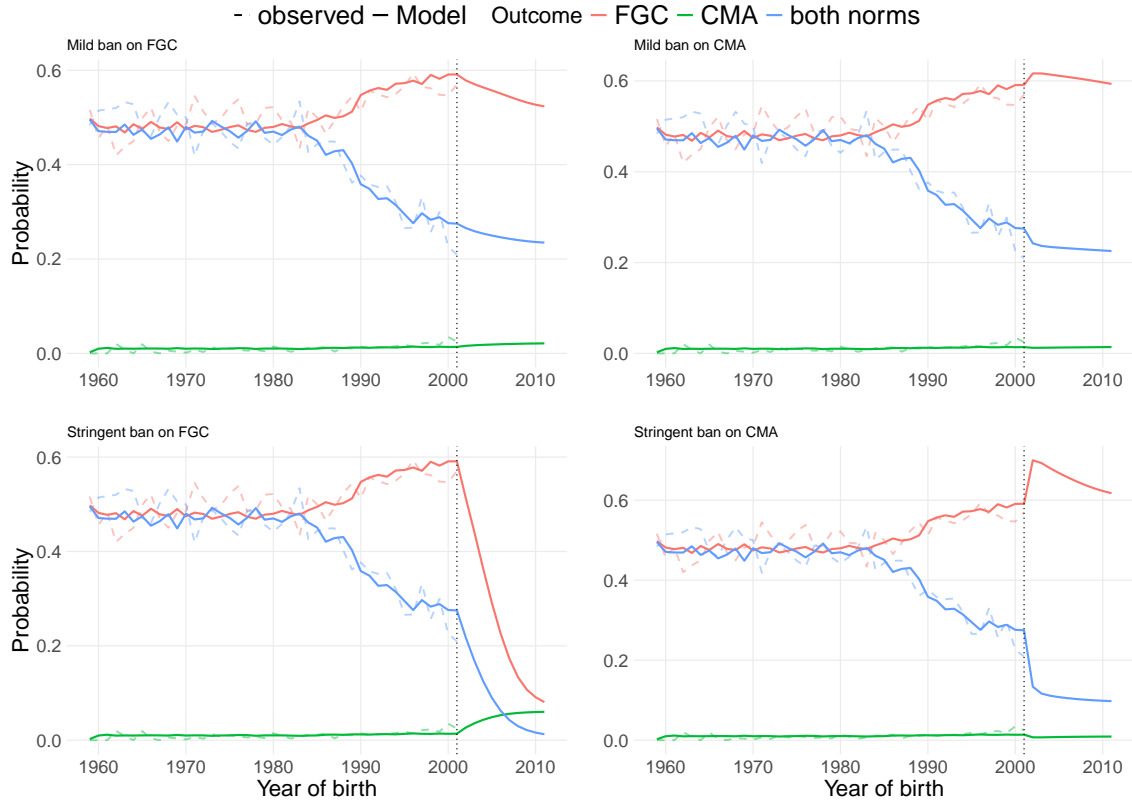 observed Model Outcome FGC CMA both norms
Mild ban on FGC
Mild ban on CMA
Probability
0.6
0.4
0.2
0.0
1960 1970 1980 1990 2000 2010
0.6
0.4
0.2
0.0
1960 1970 1980 1990 2000 2010
Stringent ban on FGC
Stringent ban on CMA
Probability
0.6
0.4
0.2
0.0
1960 1970 1980 1990 2000 2010
Year of birth
0.6
0.4
0.2
0.0
1960 1970 1980 1990 2000 2010
Year of birth